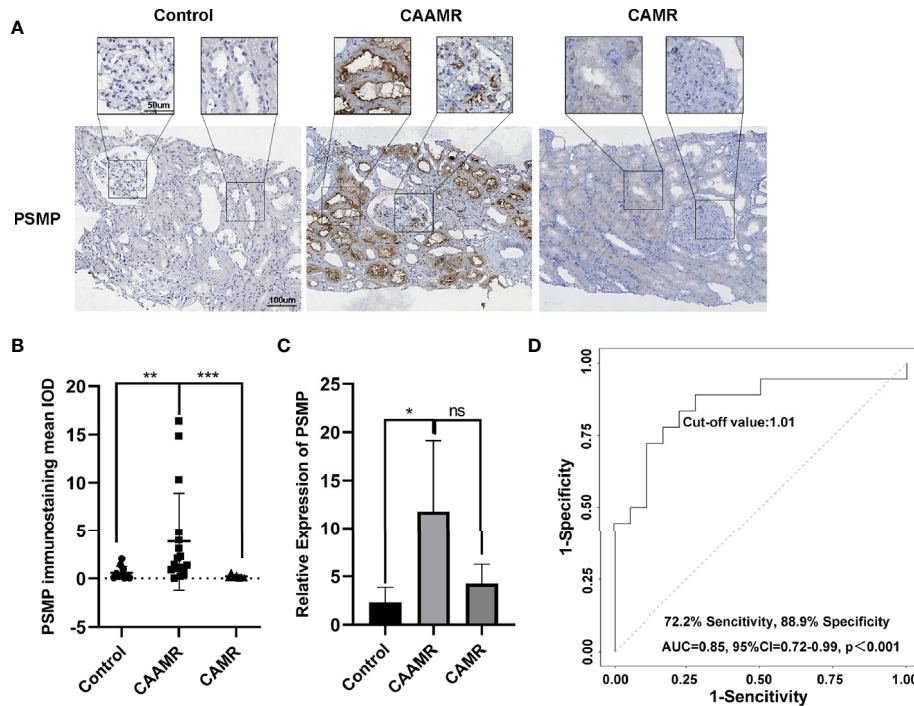 A
Control
CAAMR
CAMR
50um
PSMP
100um
B
** ***
PSMP immunostaining mean IOD
20
15
10
5
0
-5
Control
CAAMR
CAMR
C
* ns
Relative Expression of PSMP
25
20
15
10
5
0
Control
CAAMR
CAMR
D
1-Specificity
1.00
0.75
0.50
0.25
0.00
Cut-off value:1.01
72.2% Sencitivity, 88.9% Specificity
AUC=0.85, 95%CI=0.72-0.99, p<0.001
0.00 0.25 0.50 0.75 1.00
1-Sencitivity